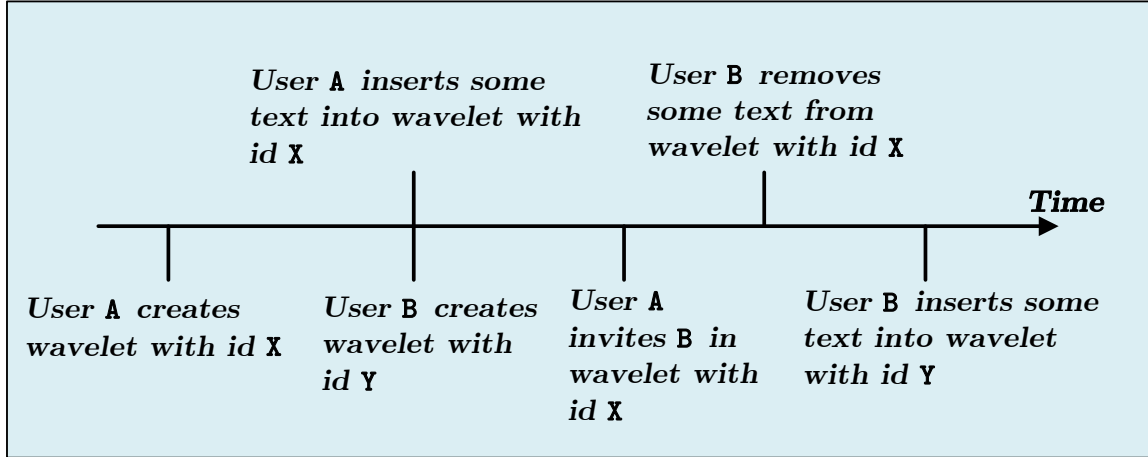 User A inserts some
text into wavelet with
id X
User B removes
some text from
wavelet with id X
Time
User A creates
wavelet with id X
User B creates
wavelet with
id Y
User A
invites B in
wavelet with
id X
User B inserts some
text into wavelet
with id Y